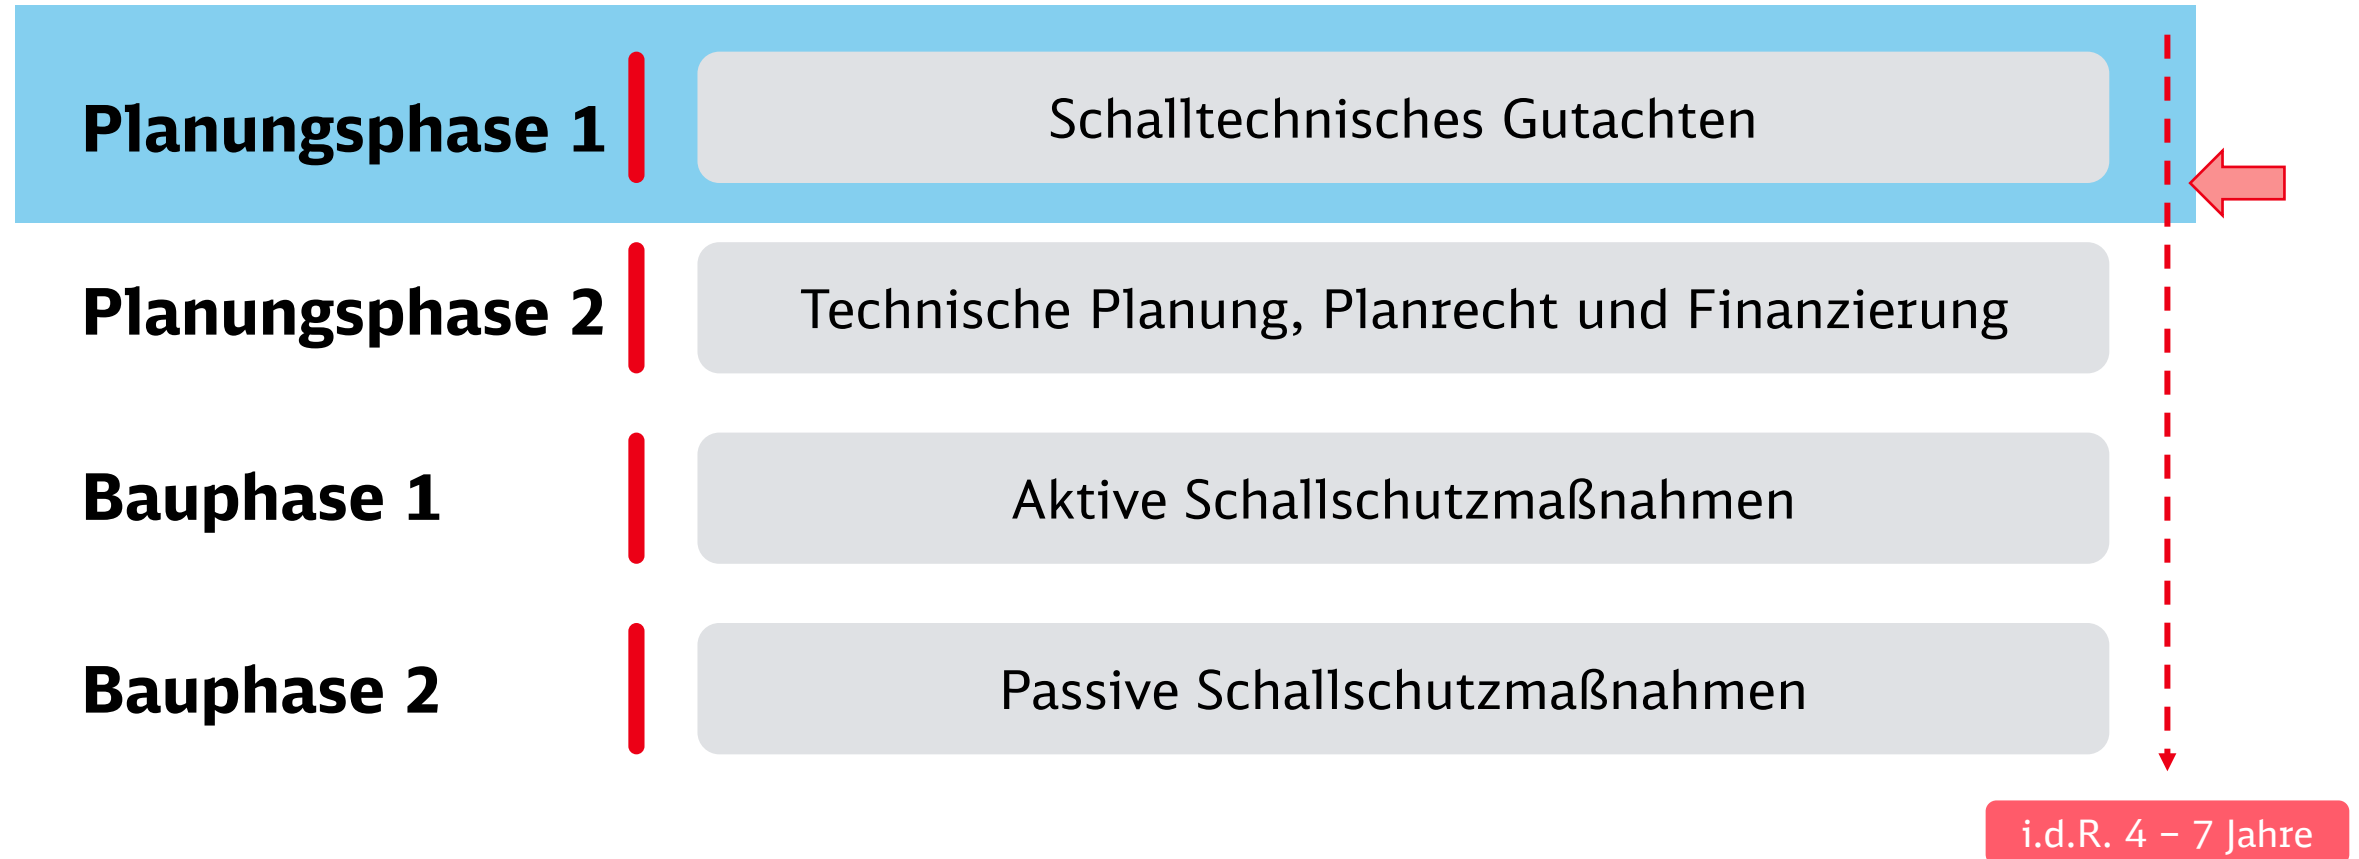 Planungsphase 1
Schalltechnisches Gutachten
Planungsphase 2
Technische Planung, Planrecht und Finanzierung
Bauphase 1
Aktive Schallschutzmaßnahmen
Bauphase 2
Passive Schallschutzmaßnahmen
i.d.R. 4 – 7 Jahre